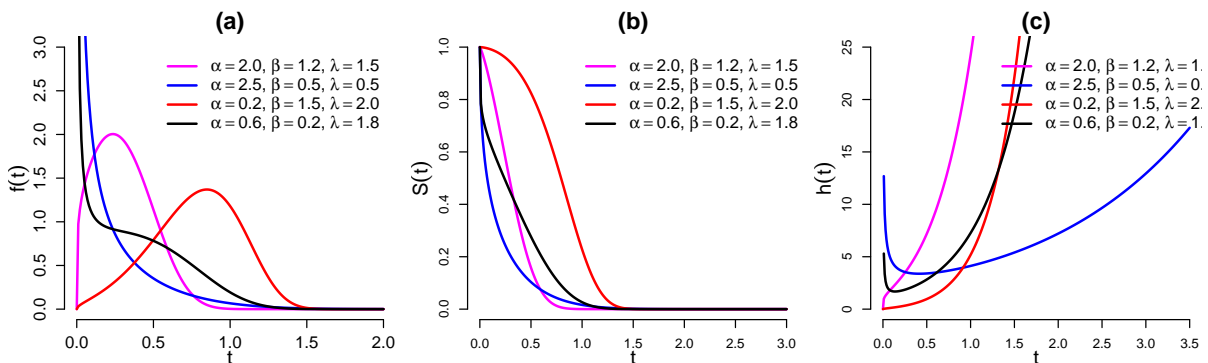 (a)
f(t)
0.0 0.5 1.0 1.5 2.0 2.5 3.0
α=2.0, β=1.2, λ=1.5
α=2.5, β=0.5, λ=0.5
α=0.2, β=1.5, λ=2.0
α=0.6, β=0.2, λ=1.8
0.0 0.5 1.0 1.5 2.0
t
(b)
S(t)
0.0 0.2 0.4 0.6 0.8 1.0
α=2.0, β=1.2, λ=1.5
α=2.5, β=0.5, λ=0.5
α=0.2, β=1.5, λ=2.0
α=0.6, β=0.2, λ=1.8
0.0 0.5 1.0 1.5 2.0 2.5 3.0
t
(c)
h(t)
0 5 10 15 20 25
α=2.0, β=1.2, λ=1.
α=2.5, β=0.5, λ=0.
α=0.2, β=1.5, λ=2.
α=0.6, β=0.2, λ=1.
0.0 0.5 1.0 1.5 2.0 2.5 3.0 3.5
t